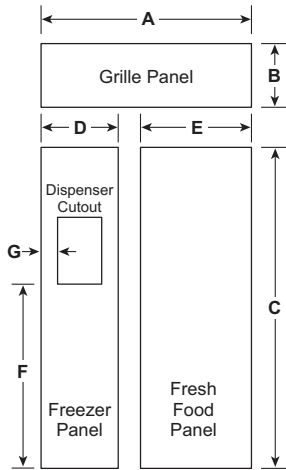 A
Grille Panel
B
D
E
Dispenser
Cutout
G
C
F
Freezer
Panel
Fresh
Food
Panel